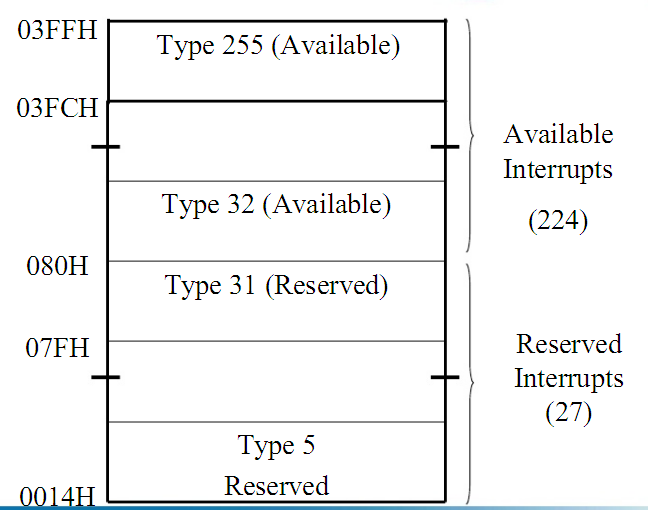 03FFH
Type 255 (Available)
03FCH
Available
Interrupts
(224)
Type 32 (Available)
080H
Type 31 (Reserved)
07FH
Reserved
Interrupts
(27)
Type 5
Reserved
0014H